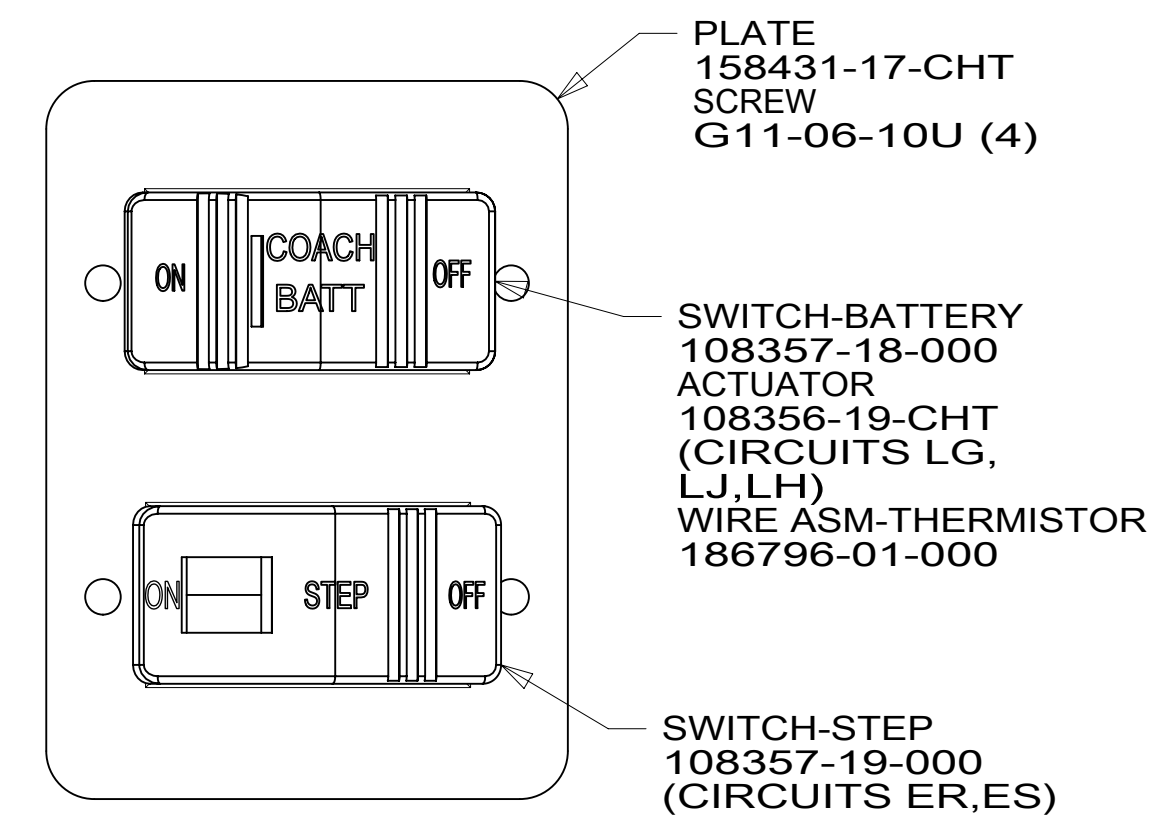 PLATE
158431-17-CHT
SCREW
G11-06-10U (4)
ON
COACH
BATT
OFF
SWITCH-BATTERY
108357-18-000
ACTUATOR
108356-19-CHT
(CIRCUITS LG,
LJ,LH)
WIRE ASM-THERMISTOR
186796-01-000
ON
STEP
OFF
SWITCH-STEP
108357-19-000
(CIRCUITS ER,ES)